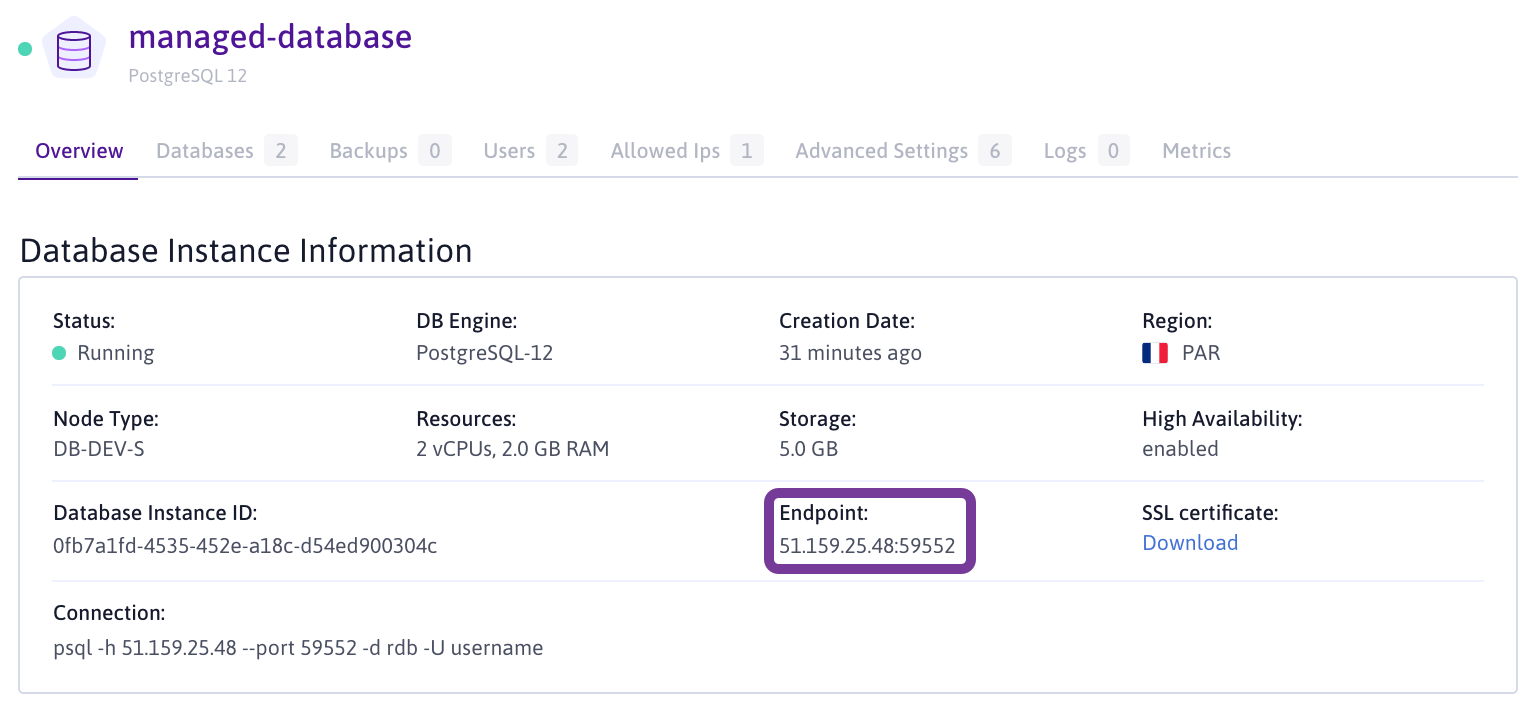 managed-database
PostgreSQL 12
Overview Databases 2 Backups 0 Users 2 Allowed Ips 1 Advanced Settings 6 Logs 0 Metrics
Database Instance Information
Status: DB Engine: Creation Date: Region:
Running PostgreSQL-12 31 minutes ago PAR
Node Type: Resources: Storage: High Availability:
DB-DEV-S 2 vCPUs, 2.0 GB RAM 5.0 GB enabled
Database Instance ID: Endpoint: SSL certificate:
0fb7a1fd-4535-452e-a18c-d54ed900304c 51.159.25.48:59552 Download
Connection:
psql -h 51.159.25.48 --port 59552 -d rdb -U username